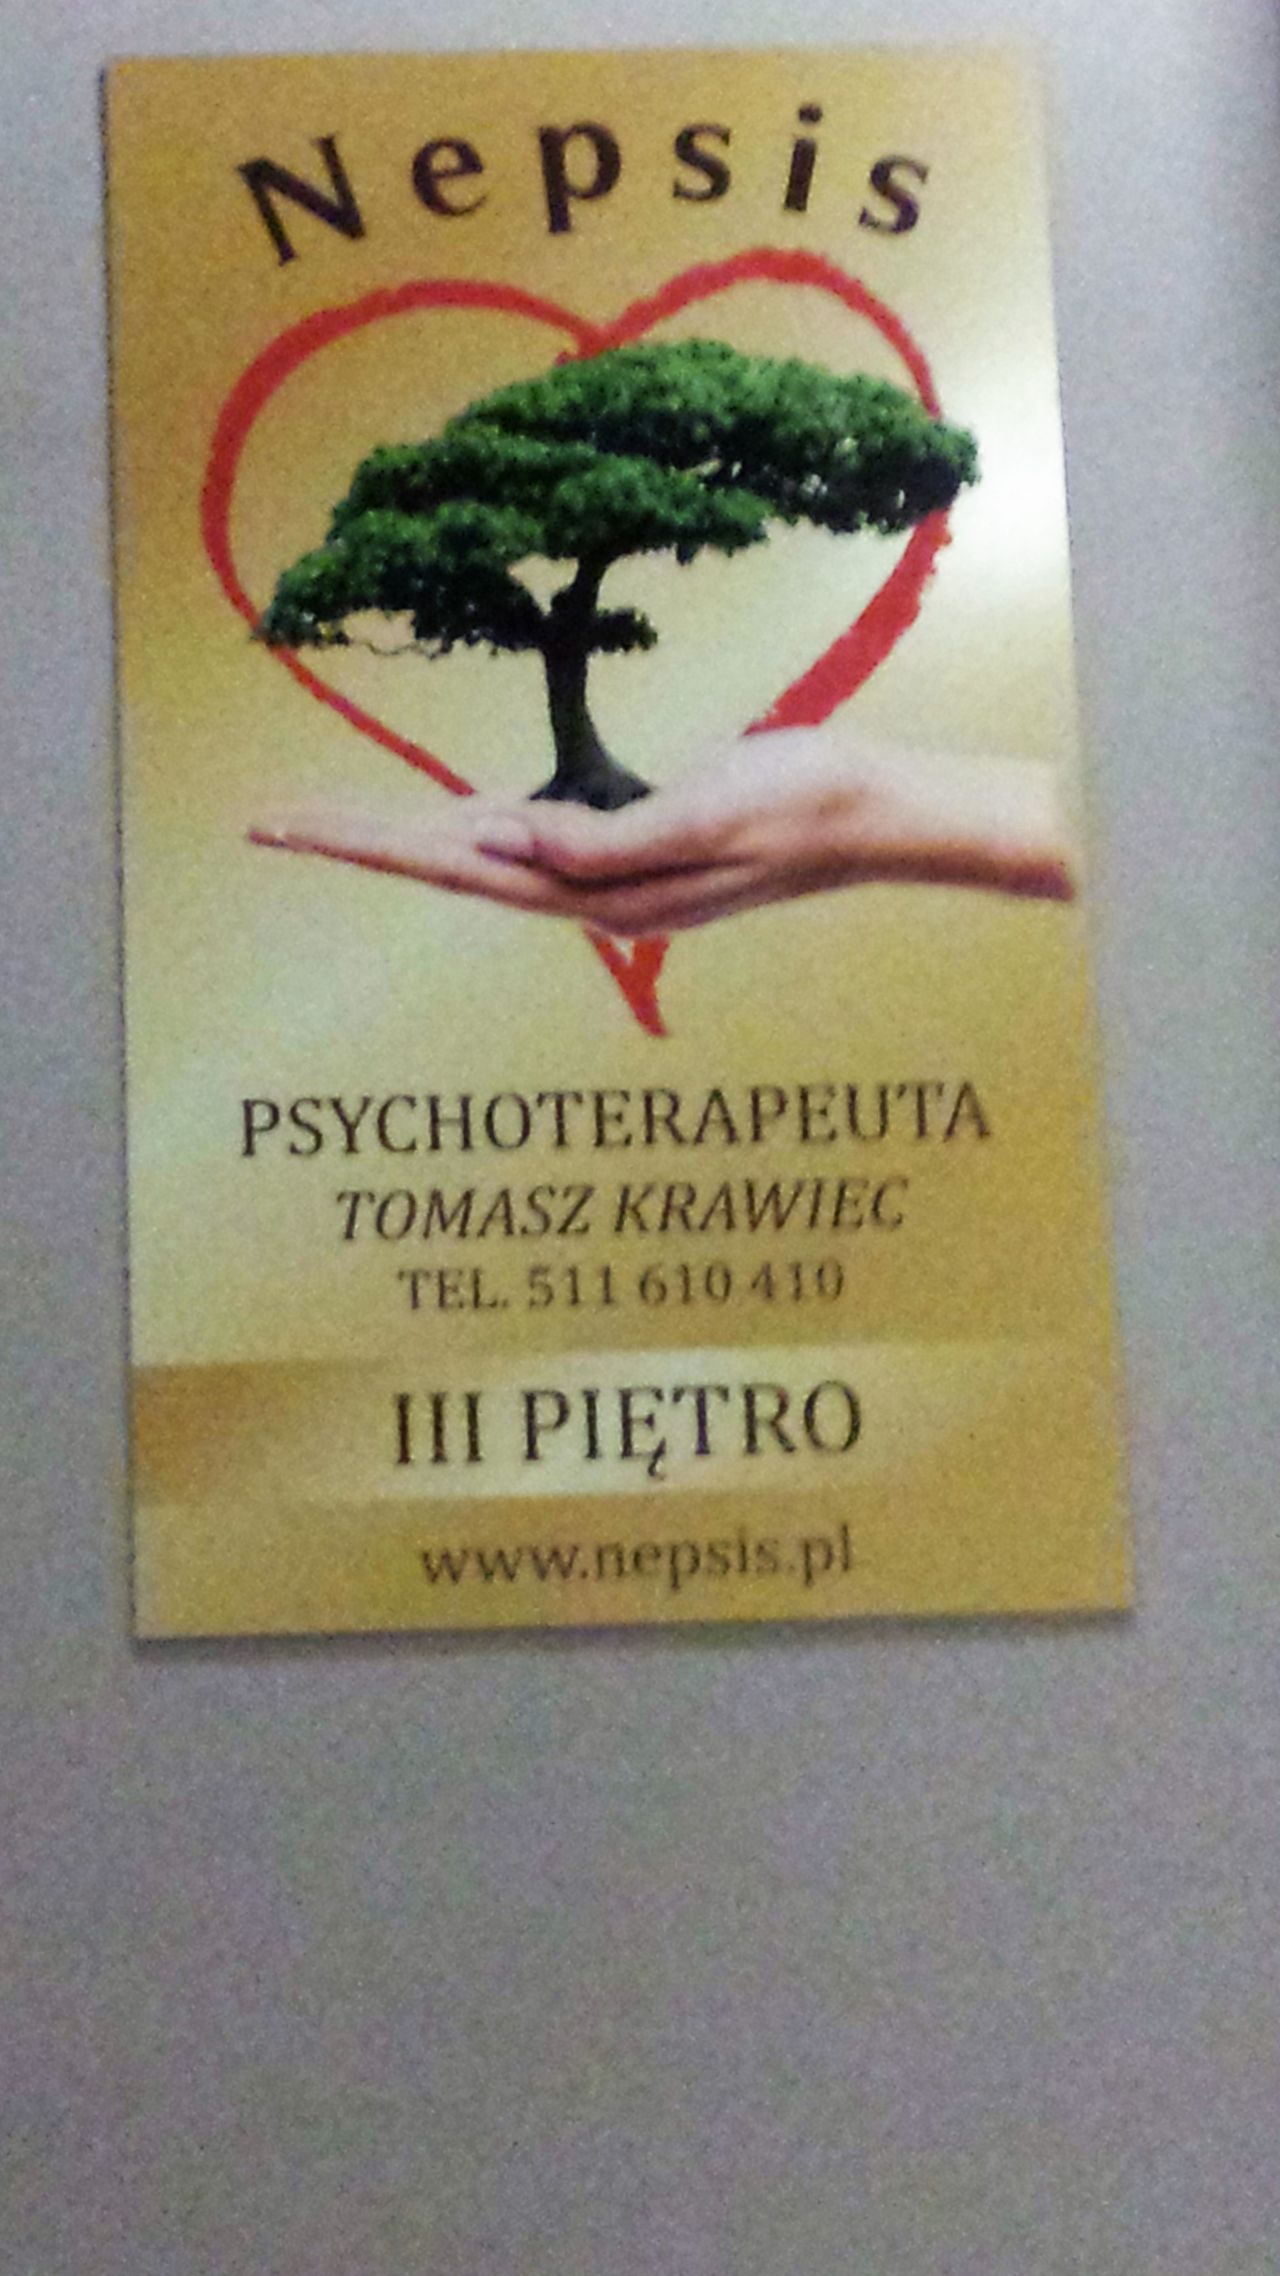 Nepsis
PSYCHOTERAPEUTA
TOMASZ KRAWIEC
TEL. 511 610 410
III PIĘTRO
www.nepsis.pl